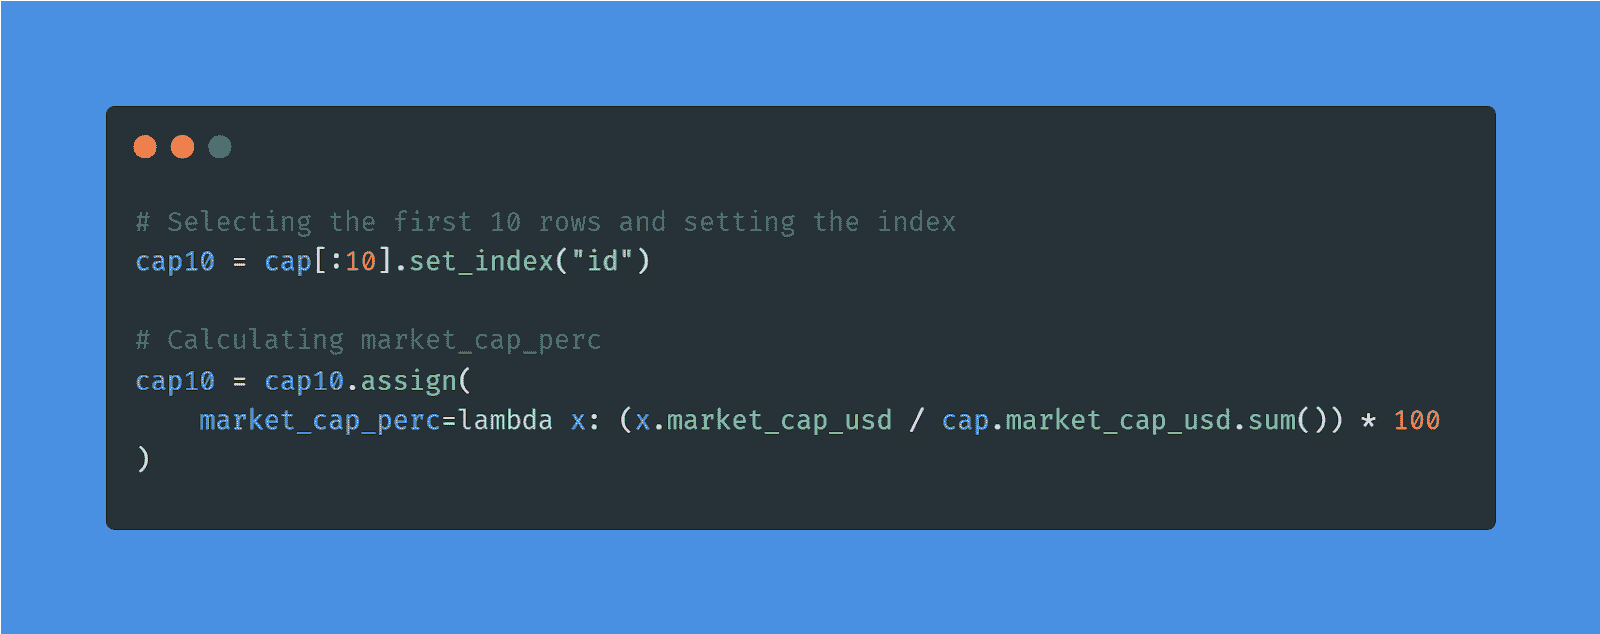 # Selecting the first 10 rows and setting the index
cap10 = cap[:10].set_index("id")
# Calculating market_cap_perc
cap10 = cap10.assign(
    market_cap_perc=lambda x: (x.market_cap_usd / cap.market_cap_usd.sum()) * 100
)